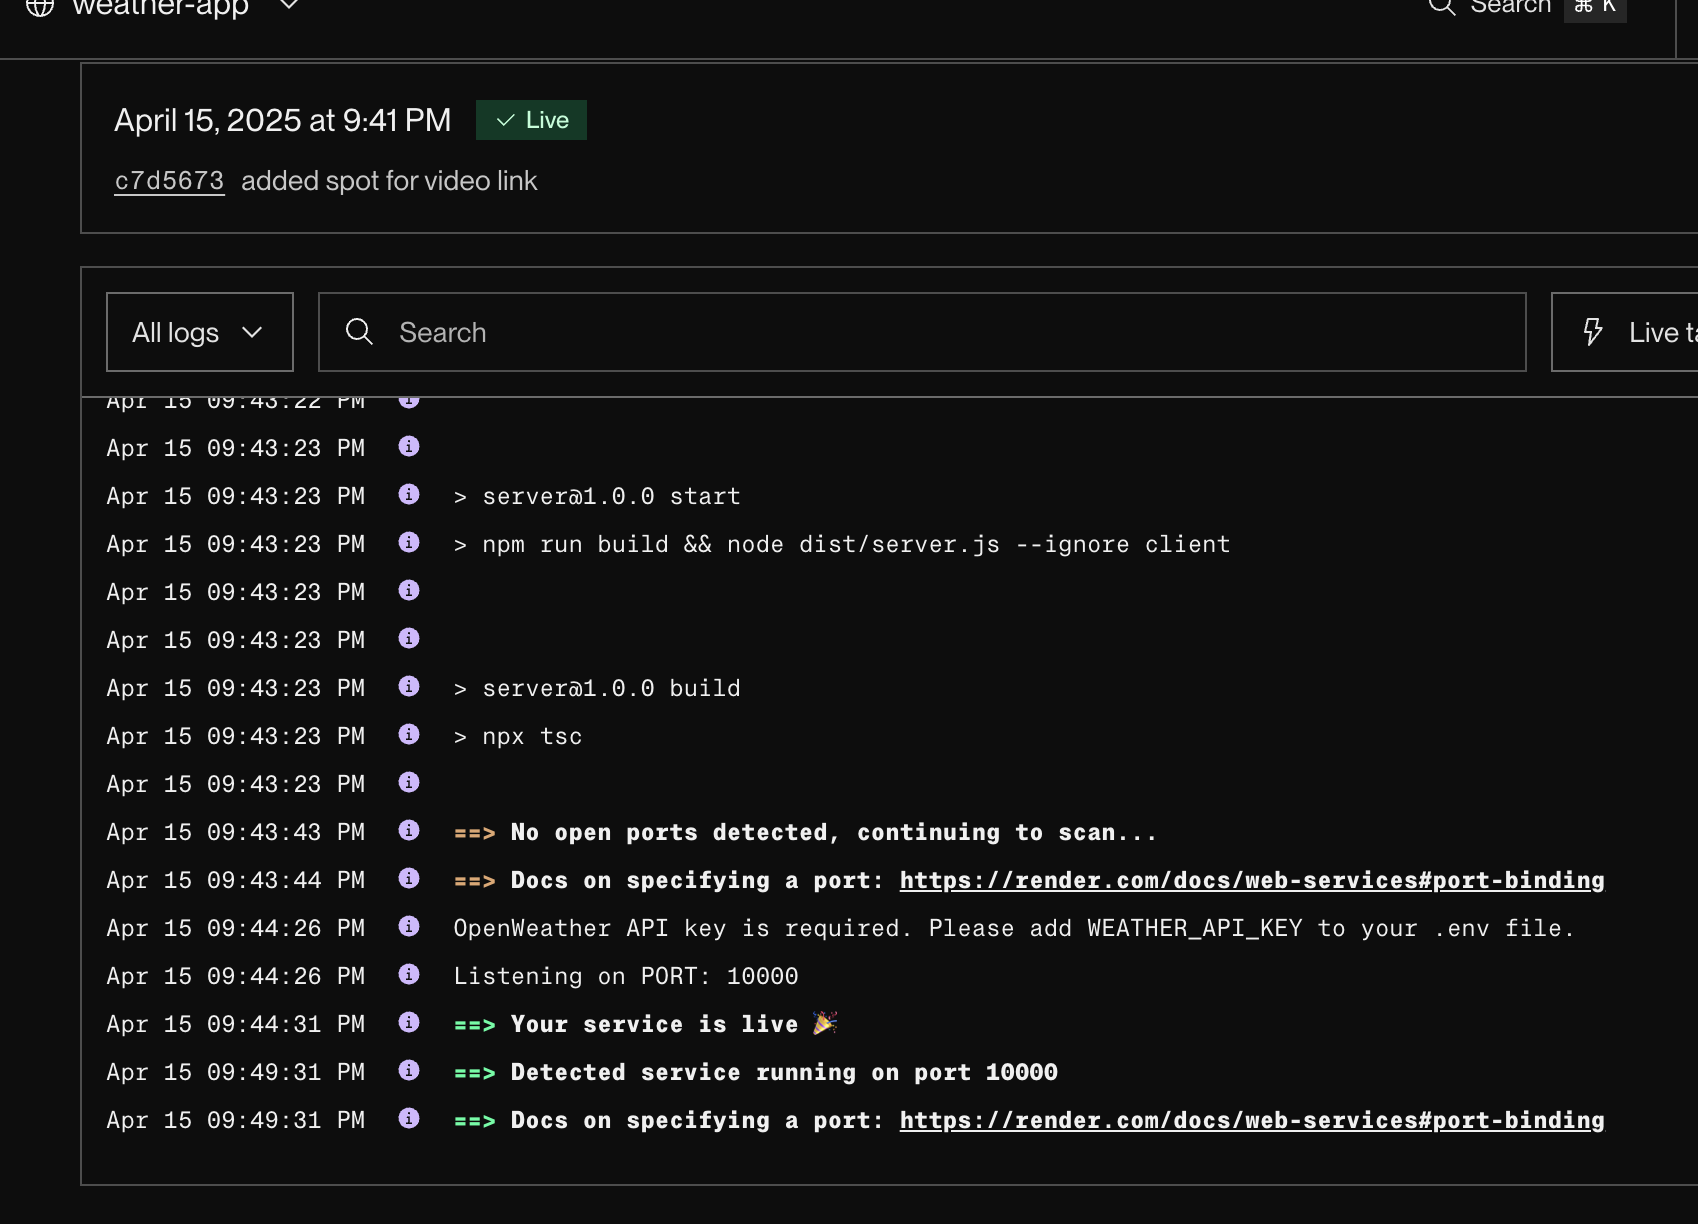 weather-app
Search ⌘ K
April 15, 2025 at 9:41 PM Live
c7d5673 added spot for video link
All logs Search Live
Apr 15 09:43:22 PM
Apr 15 09:43:23 PM
Apr 15 09:43:23 PM > server@1.0.0 start
Apr 15 09:43:23 PM > npm run build && node dist/server.js --ignore client
Apr 15 09:43:23 PM
Apr 15 09:43:23 PM
Apr 15 09:43:23 PM > server@1.0.0 build
Apr 15 09:43:23 PM > npx tsc
Apr 15 09:43:23 PM
Apr 15 09:43:43 PM ==> No open ports detected, continuing to scan...
Apr 15 09:43:44 PM ==> Docs on specifying a port: https://render.com/docs/web-services#port-binding
Apr 15 09:44:26 PM OpenWeather API key is required. Please add WEATHER_API_KEY to your .env file.
Apr 15 09:44:26 PM Listening on PORT: 10000
Apr 15 09:44:31 PM ==> Your service is live 🎉
Apr 15 09:49:31 PM ==> Detected service running on port 10000
Apr 15 09:49:31 PM ==> Docs on specifying a port: https://render.com/docs/web-services#port-binding